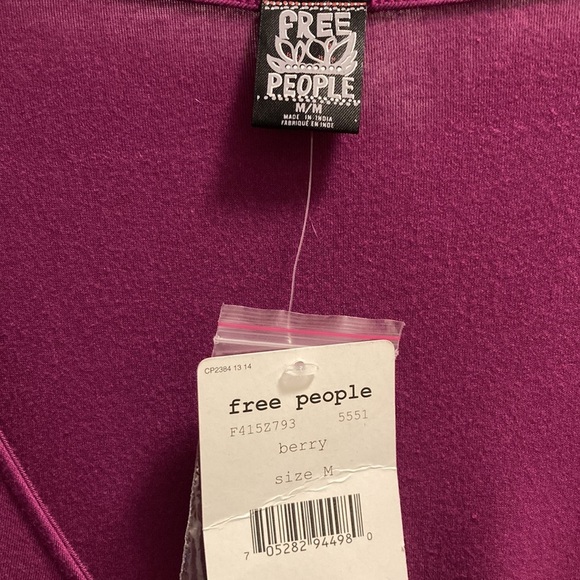 FREE
PEOPLE
M/M
MADE IN INDIA
FABRIQUÉ EN INDE
CP2384 13 14
free people
F415Z793 5551
berry
size M
7 05282 94498 0